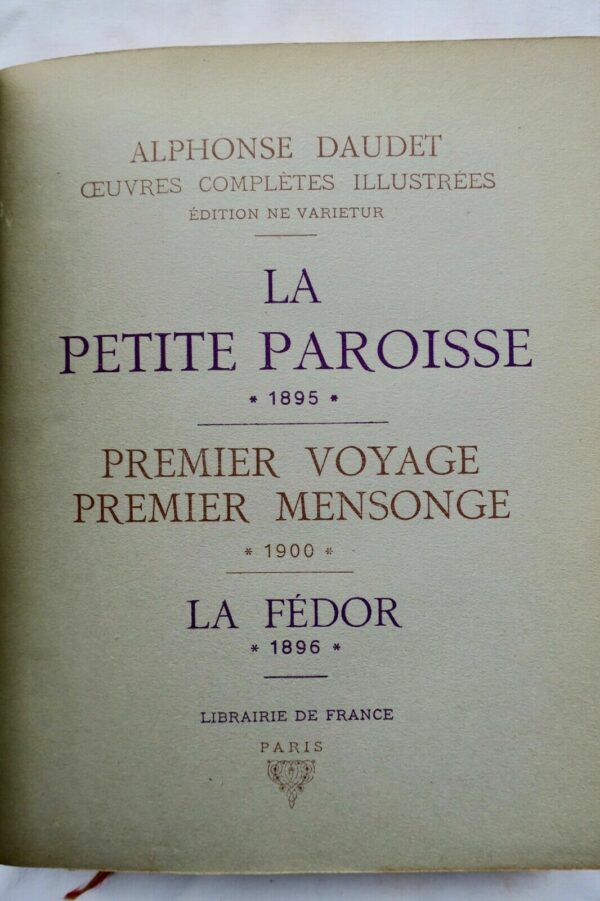 ALPHONSE DAUDET
ŒUVRES COMPLÈTES ILLUSTRÉES
ÉDITION NE VARIETUR
LA
PETITE PAROISSE
* 1895 *
PREMIER VOYAGE
PREMIER MENSONGE
* 1900 *
LA FÉDOR
* 1896 *
LIBRAIRIE DE FRANCE
PARIS